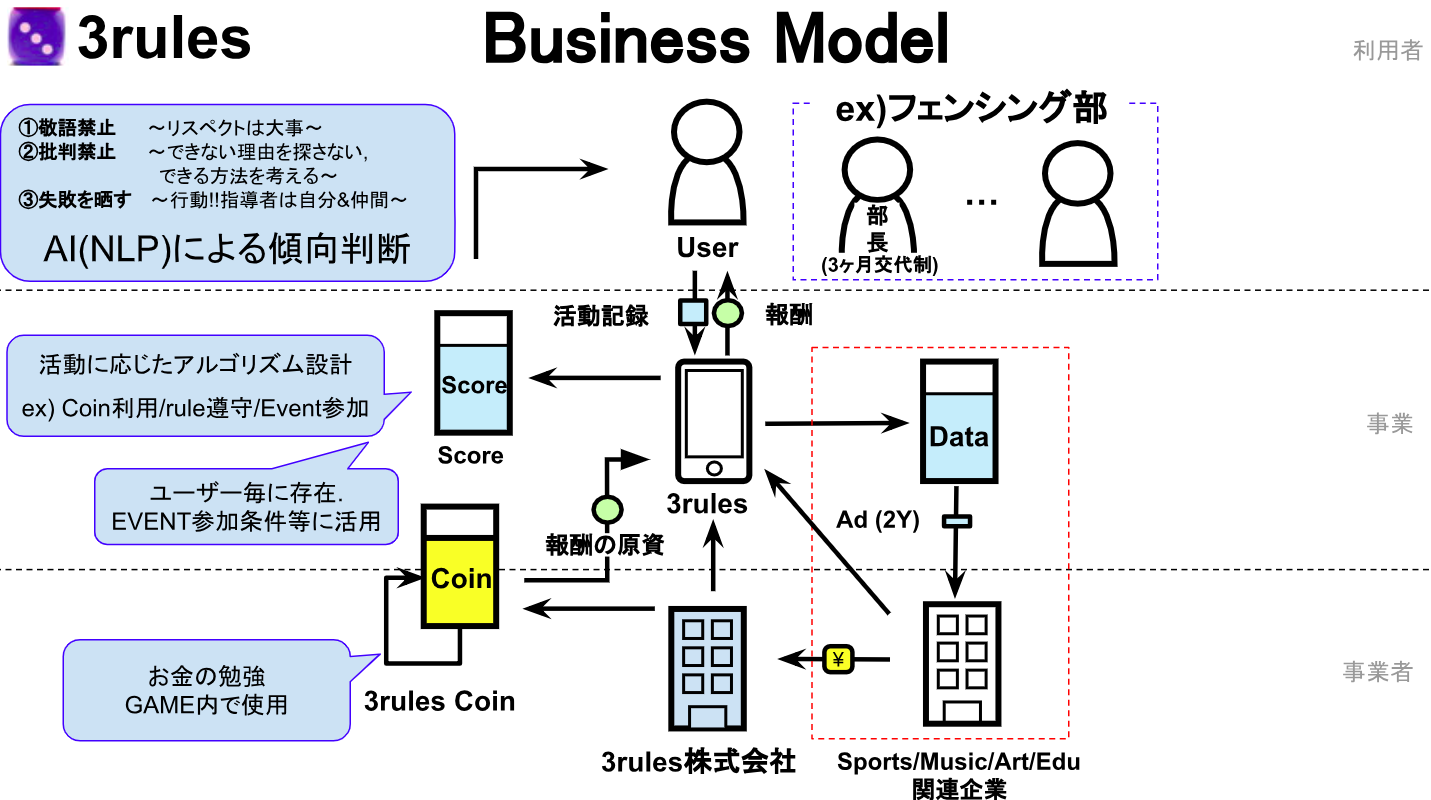 3rules
Business Model
利用者
①敬語禁止 ～リスペクトは大事～
②批判禁止 ～できない理由を探さない,
できる方法を考える～
③失敗を晒す ～行動!!指導者は自分&仲間～
AI(NLP)による傾向判断
User
ex)フェンシング部
部
長
(3ヶ月交代制)
…
活動記録
報酬
活動に応じたアルゴリズム設計
ex) Coin利用/rule遵守/Event参加
Score
Score
ユーザー毎に存在.
EVENT参加条件等に活用
3rules
Data
事業
Ad (2Y)
報酬の原資
Coin
お金の勉強
GAME内で使用
3rules Coin
¥
事業者
3rules株式会社
Sports/Music/Art/Edu
関連企業